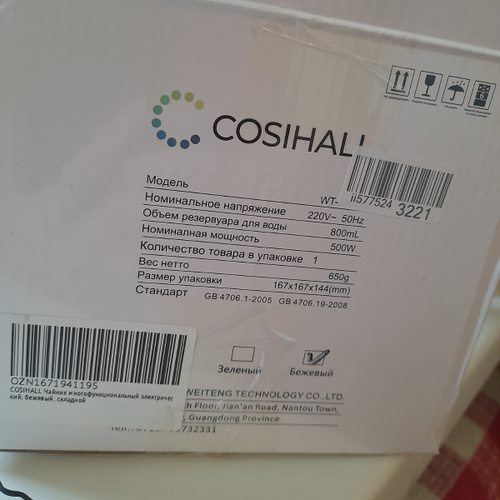 COSIHALL
Модель WT-
ii577524 3221
Номинальное напряжение 220V~ 50Hz
Объем резервуара для воды 800mL
Номиналная мощность 500W
Количество товара в упаковке 1
Вес нетто 650g
Размер упаковки 167x167x144(mm)
Стандарт GB 4706.1-2005 GB 4706.19-2008
Зеленый Бежевый
OZN1671941195
COSIHALL Чайник многофункциональный электричес
кий, бежевый, складной
WEITENG TECHNOLOGY CO.,LTD.
h Floor, Jian'an Road, Nantou Town,
, Guangdong Province
732331